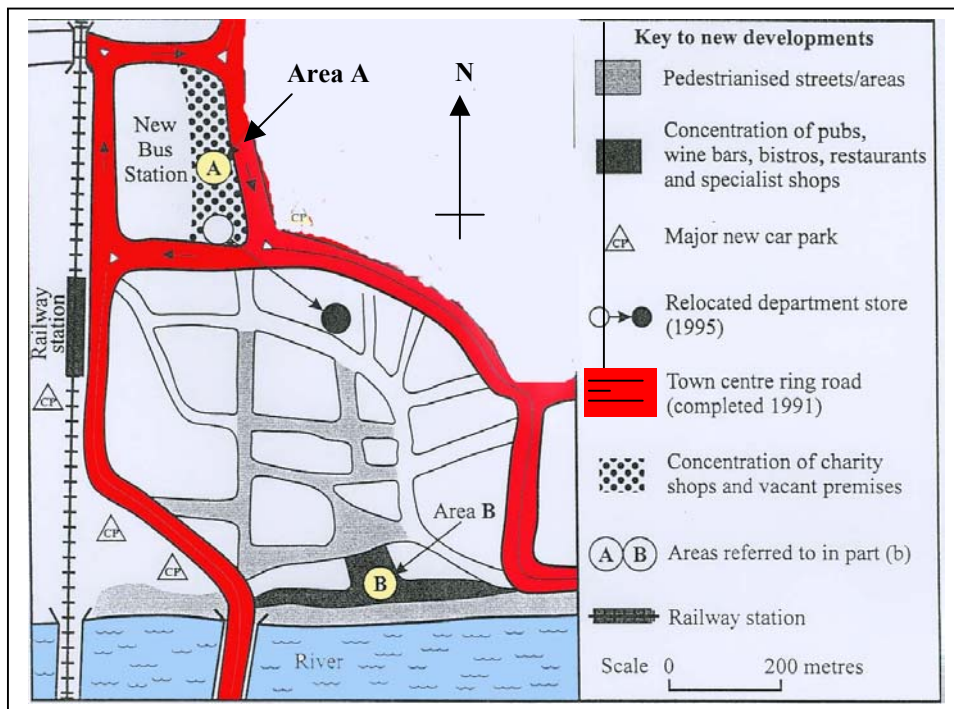 Area A
N
New
Bus
Station
A
CP
Railway
station
CP
CP
CP
Area B
B
River
Key to new developments
Pedestrianised streets/areas
Concentration of pubs,
wine bars, bistros, restaurants
and specialist shops
CP
Major new car park
Relocated department store
(1995)
Town centre ring road
(completed 1991)
Concentration of charity
shops and vacant premises
A B Areas referred to in part (b)
Railway station
Scale 0 200 metres